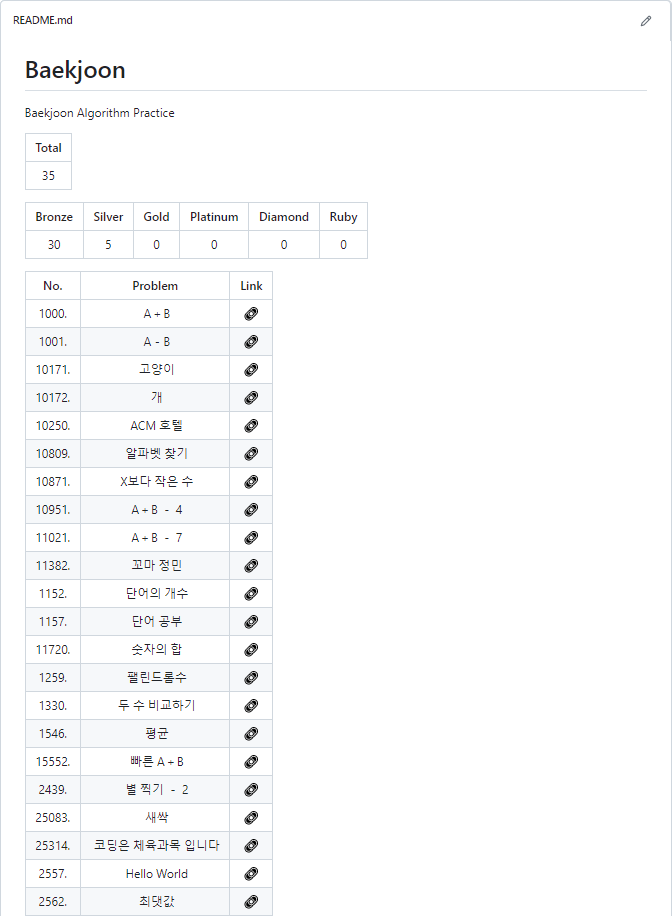 README.md
Baekjoon
Baekjoon Algorithm Practice
Total
35
Bronze Silver Gold Platinum Diamond Ruby
30 5 0 0 0 0
No. Problem Link
1000. A + B
1001. A - B
10171. 고양이
10172. 개
10250. ACM 호텔
10809. 알파벳 찾기
10871. X보다 작은 수
10951. A + B - 4
11021. A + B - 7
11382. 꼬마 정민
1152. 단어의 개수
1157. 단어 공부
11720. 숫자의 합
1259. 팰린드롬수
1330. 두 수 비교하기
1546. 평균
15552. 빠른 A + B
2439. 별 찍기 - 2
25083. 새싹
25314. 코딩은 체육과목 입니다
2557. Hello World
2562. 최댓값